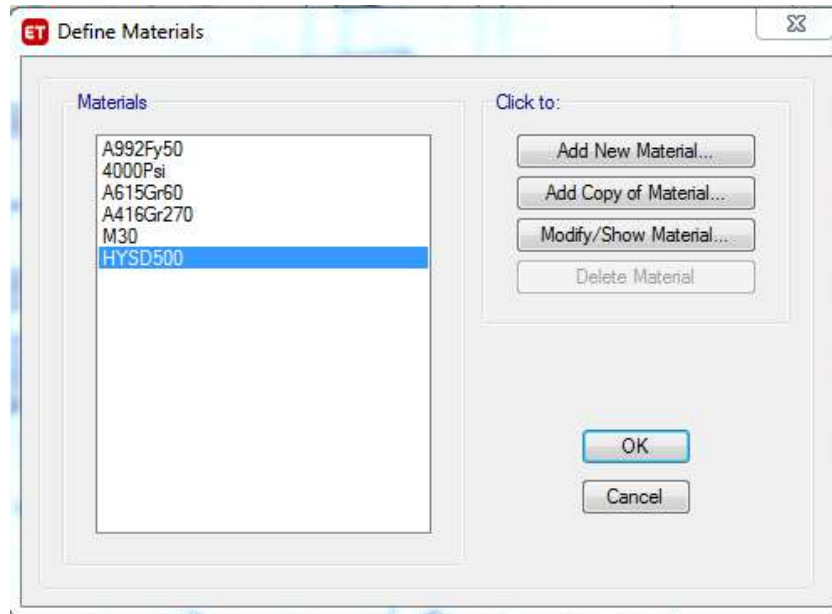 ET Define Materials
Materials
A992Fy50
4000Psi
A615Gr60
A416Gr270
M30
HYSD500
Click to:
Add New Material...
Add Copy of Material...
Modify/Show Material...
Delete Material
OK
Cancel